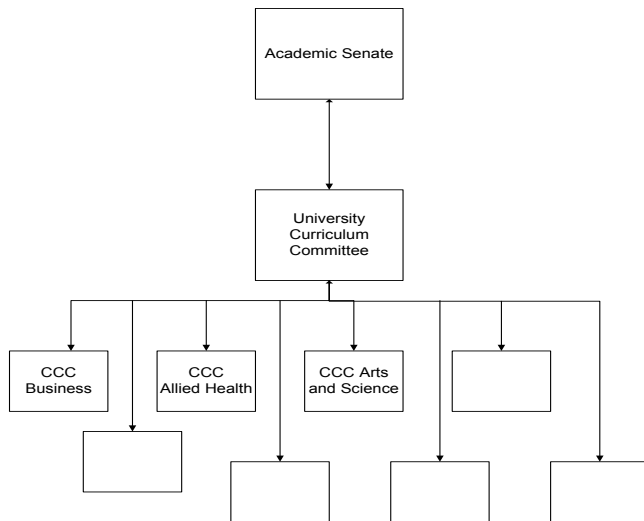 Academic Senate
University
Curriculum
Committee
CCC
Business
CCC
Allied Health
CCC Arts
and Science